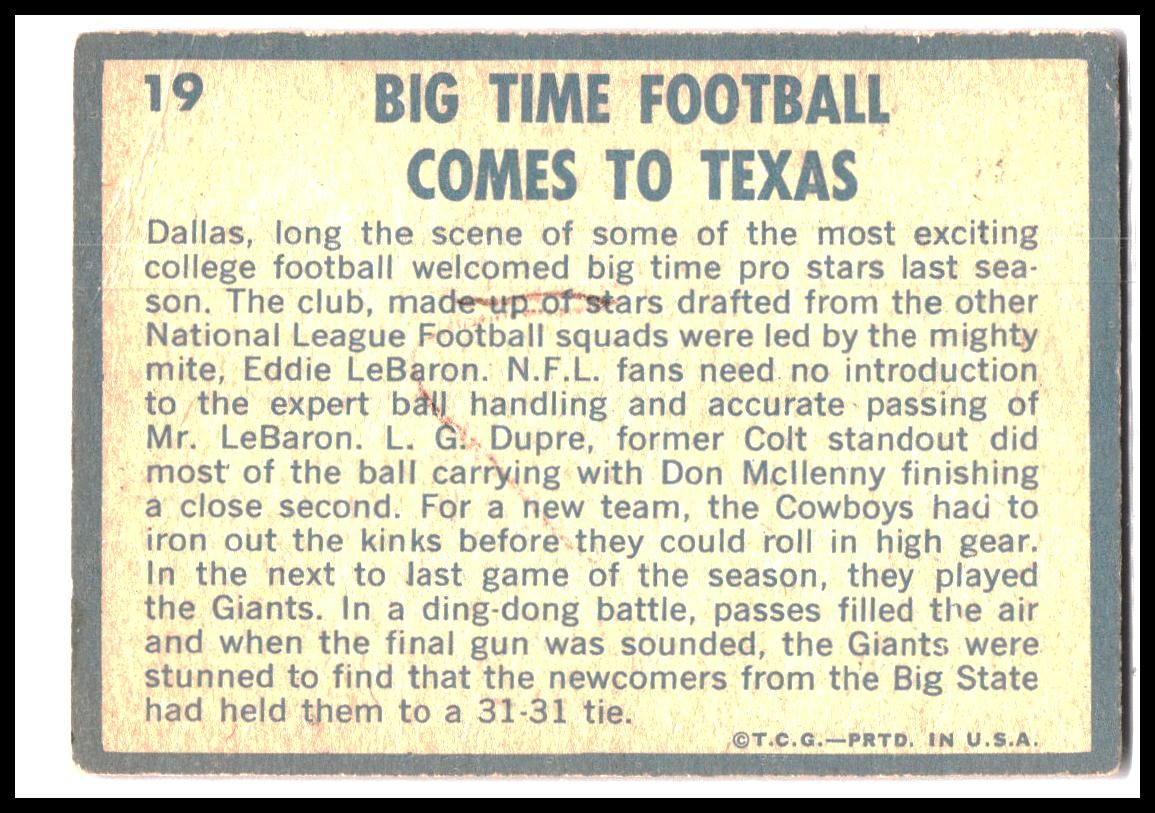 19
BIG TIME FOOTBALL
COMES TO TEXAS
Dallas, long the scene of some of the most exciting
college football welcomed big time pro stars last sea-
son. The club, made up of stars drafted from the other
National League Football squads were led by the mighty
mite, Eddie LeBaron. N.F.L. fans need no introduction
to the expert ball handling and accurate passing of
Mr. LeBaron. L. G. Dupre, former Colt standout did
most of the ball carrying with Don McIlenny finishing
a close second. For a new team, the Cowboys had to
iron out the kinks before they could roll in high gear.
In the next to last game of the season, they played
the Giants. In a ding-dong battle, passes filled the air
and when the final gun was sounded, the Giants were
stunned to find that the newcomers from the Big State
had held them to a 31-31 tie.
©T.C.G.—PRTD. IN U.S.A.